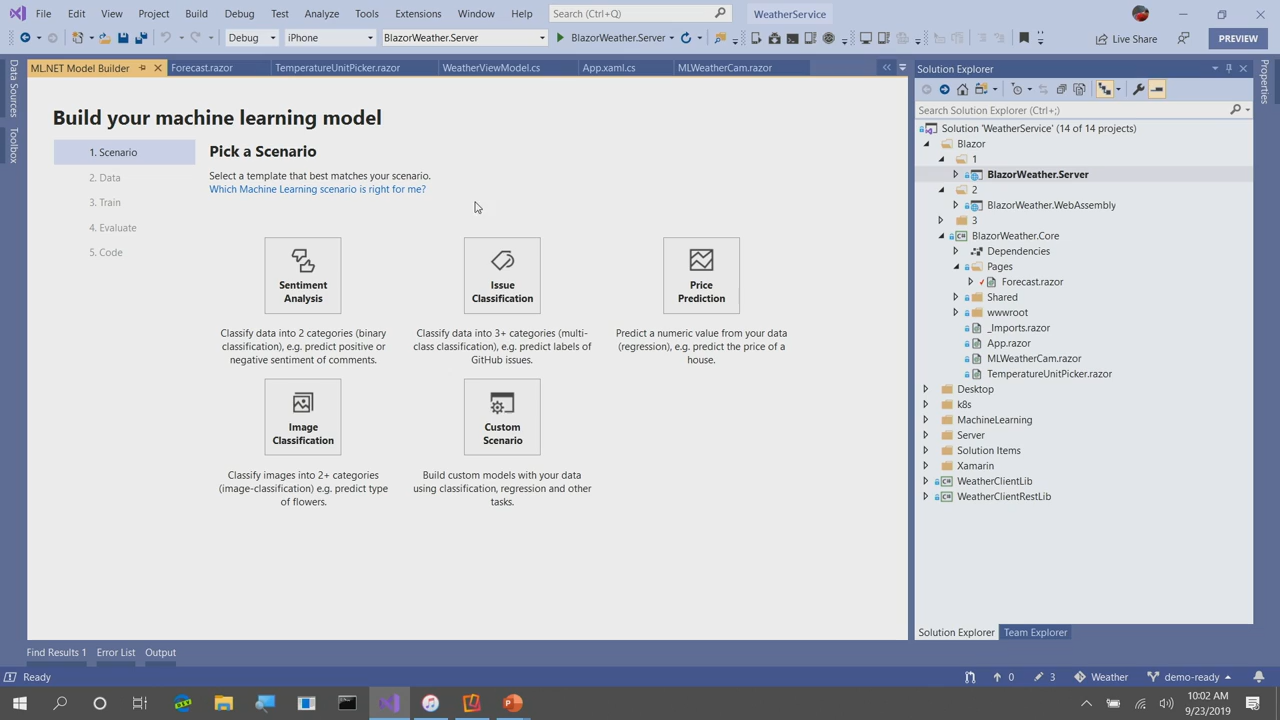 File Edit View Project Build Debug Test Analyze Tools Extensions Window Help Search (Ctrl+Q) WeatherService
Debug iPhone BlazorWeather.Server BlazorWeather.Server Live Share PREVIEW
Data Sources
Toolbox
ML.NET Model Builder Forecast.razor TemperatureUnitPicker.razor WeatherViewModel.cs App.xaml.cs MLWeatherCam.razor
Build your machine learning model
1. Scenario
2. Data
3. Train
4. Evaluate
5. Code
Pick a Scenario
Select a template that best matches your scenario.
Which Machine Learning scenario is right for me?
Sentiment
Analysis
Classify data into 2 categories (binary
classification), e.g. predict positive or
negative sentiment of comments.
Issue
Classification
Classify data into 3+ categories (multi-
class classification), e.g. predict labels of
GitHub issues.
Price
Prediction
Predict a numeric value from your data
(regression), e.g. predict the price of a
house.
Image
Classification
Classify images into 2+ categories
(image-classification) e.g. predict type
of flowers.
Custom
Scenario
Build custom models with your data
using classification, regression and other
tasks.
Solution Explorer
Search Solution Explorer (Ctrl+;)
Solution 'WeatherService' (14 of 14 projects)
Blazor
1
BlazorWeather.Server
2
BlazorWeather.WebAssembly
3
BlazorWeather.Core
Dependencies
Pages
Forecast.razor
Shared
wwwroot
_Imports.razor
App.razor
MLWeatherCam.razor
TemperatureUnitPicker.razor
Desktop
k8s
MachineLearning
Server
Solution Items
Xamarin
WeatherClientLib
WeatherClientRestLib
Solution Explorer Team Explorer
Properties
Find Results 1 Error List Output
Ready 0 3 Weather demo-ready
10:02 AM
9/23/2019